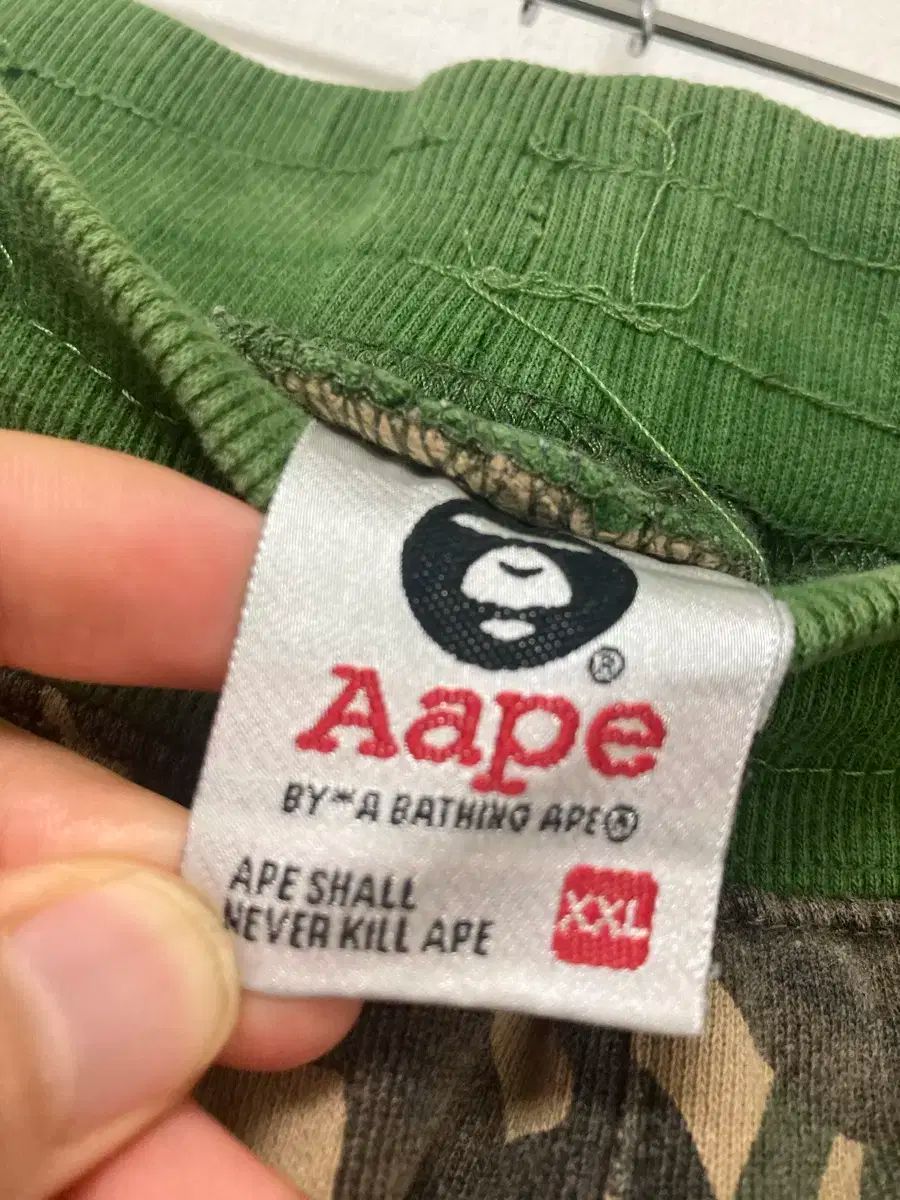 ®
Aape
BY*A BATHING APE®
APE SHALL
NEVER KILL APE
XXL